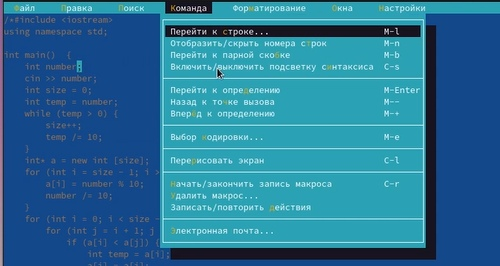 Файл Правка Поиск Команда Форматирование Окна Настройки
/*#include <iostream>
using namespace std;
int main() {
int number;
cin >> number;
int size = 0;
int temp = number;
while (temp > 0) {
size++;
temp /= 10;
}
int* a = new int [size];
for (int i = size - 1; i >
a[i] = number % 10;
number /= 10;
}
for (int i = 0; i < size -
for (int j = i + 1; j
if (a[i] < a[j]) {
int temp = a[i];
Перейти к строке... M-l
Отобразить/скрыть номера строк M-n
Перейти к парной скобке M-b
Включить/выключить подсветку синтаксиса C-s
Перейти к определению M-Enter
Назад к точке вызова M--
Вперёд к определению M-+
Выбор кодировки... M-e
Перерисовать экран C-l
Начать/закончить запись макроса C-r
Удалить макрос...
Записать/повторить действия
Электронная почта...